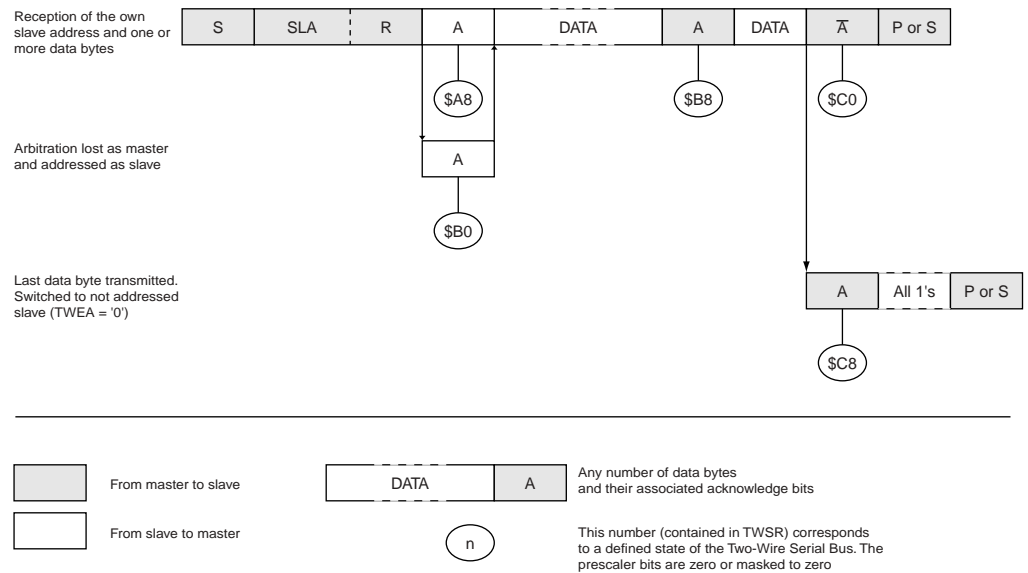 Reception of the own
slave address and one or
more data bytes
S SLA R A DATA A DATA A̅ P or S
$A8 $B8 $C0
Arbitration lost as master
and addressed as slave
A
$B0
Last data byte transmitted.
Switched to not addressed
slave (TWEA = '0')
A All 1's P or S
$C8
From master to slave
DATA A
Any number of data bytes
and their associated acknowledge bits
From slave to master
n
This number (contained in TWSR) corresponds
to a defined state of the Two-Wire Serial Bus. The
prescaler bits are zero or masked to zero